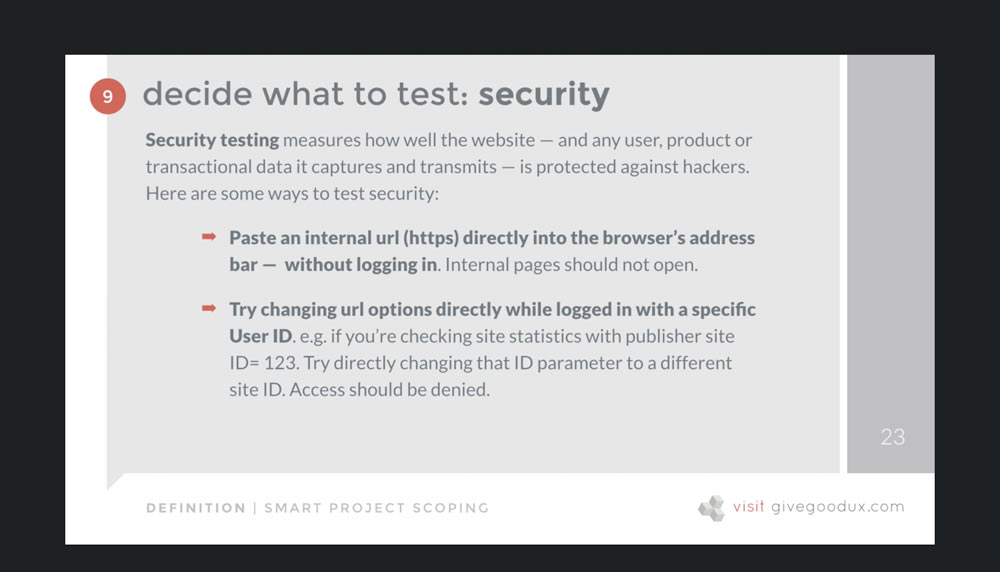 9
decide what to test: security
Security testing measures how well the website — and any user, product or
transactional data it captures and transmits — is protected against hackers.
Here are some ways to test security:
➡ Paste an internal url (https) directly into the browser’s address
bar — without logging in. Internal pages should not open.
➡ Try changing url options directly while logged in with a specific
User ID. e.g. if you’re checking site statistics with publisher site
ID= 123. Try directly changing that ID parameter to a different
site ID. Access should be denied.
23
DEFINITION | SMART PROJECT SCOPING
visit givegoodux.com